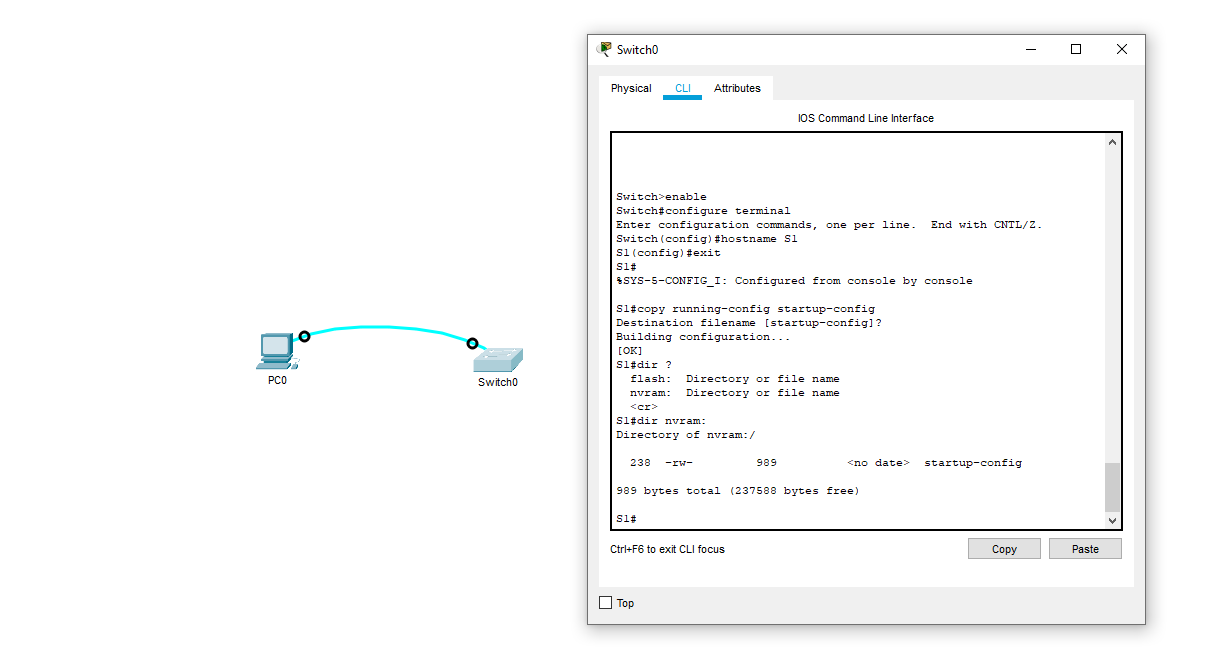 Switch0
Physical CLI Attributes
IOS Command Line Interface
Switch>enable
Switch#configure terminal
Enter configuration commands, one per line.  End with CNTL/Z.
Switch(config)#hostname S1
S1(config)#exit
S1#
%SYS-5-CONFIG_I: Configured from console by console
S1#copy running-config startup-config
Destination filename [startup-config]?
Building configuration...
[OK]
S1#dir ?
  flash:  Directory or file name
  nvram:  Directory or file name
  <cr>
S1#dir nvram:
Directory of nvram:/
  238  -rw-         989          <no date>  startup-config
989 bytes total (237588 bytes free)
S1#
Ctrl+F6 to exit CLI focus
Copy Paste
Top
PC0
Switch0